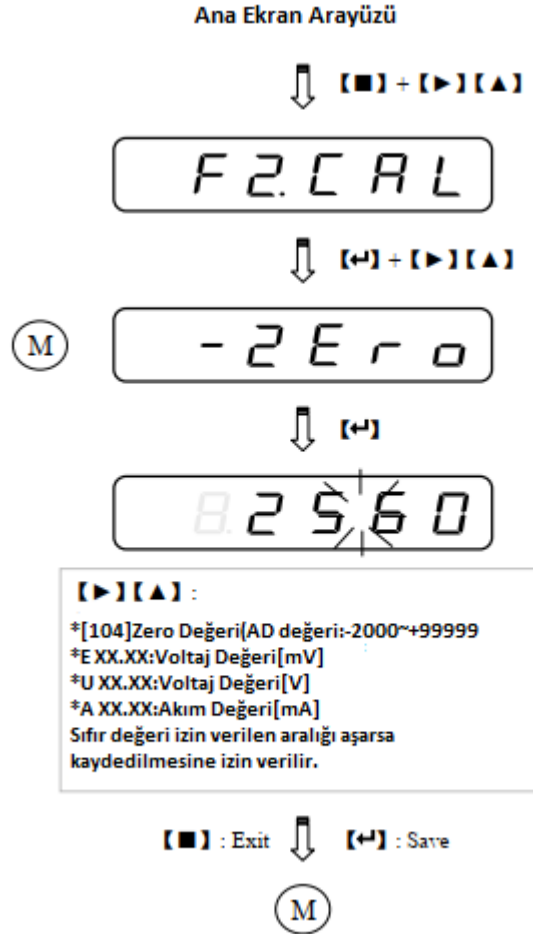 Ana Ekran Arayüzü
【■】+【►】【▲】
F2.CAL
【↵】+【►】【▲】
M
-2Ero
【↵】
8.2560
【►】【▲】:
*[104]Zero Değeri(AD değeri:-2000~+99999
*E XX.XX:Voltaj Değeri[mV]
*U XX.XX:Voltaj Değeri[V]
*A XX.XX:Akım Değeri[mA]
Sıfır değeri izin verilen aralığı aşarsa
kaydedilmesine izin verilir.
【■】: Exit 【↵】: Save
M